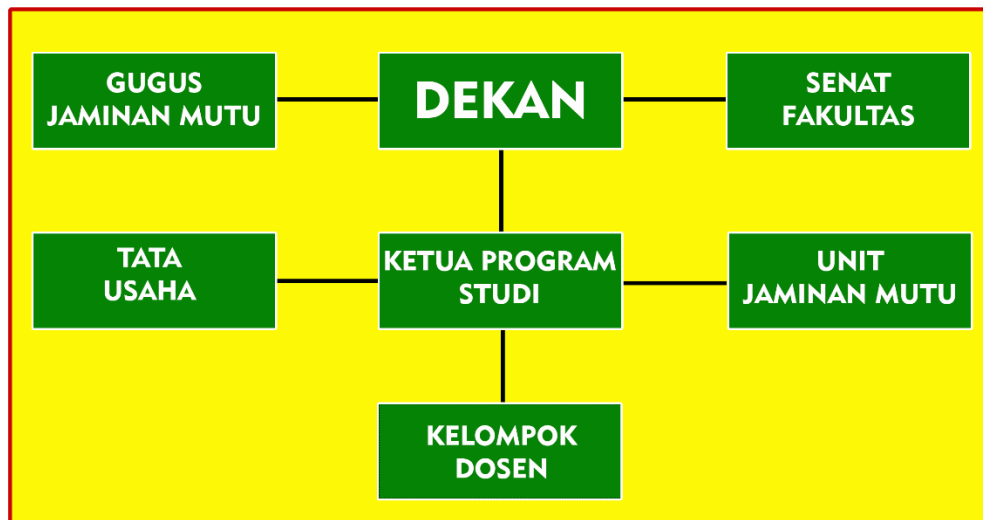 GUGUS
JAMINAN MUTU
DEKAN
SENAT
FAKULTAS
TATA
USAHA
KETUA PROGRAM
STUDI
UNIT
JAMINAN MUTU
KELOMPOK
DOSEN